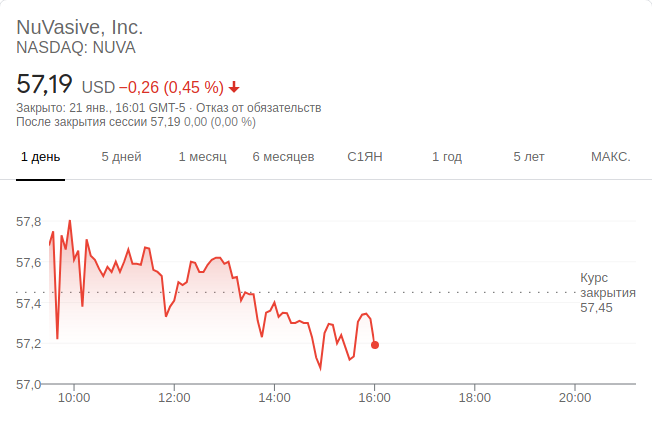 NuVasive, Inc.
NASDAQ: NUVA
57,19 USD −0,26 (0,45 %)
Закрыто: 21 янв., 16:01 GMT-5 · Отказ от обязательств
После закрытия сессии 57,19 0,00 (0,00 %)
1 день 5 дней 1 месяц 6 месяцев С1ЯН 1 год 5 лет МАКС.
57,8
57,6
57,4
57,2
57,0
Курс
закрытия
57,45
10:00 12:00 14:00 16:00 18:00 20:00